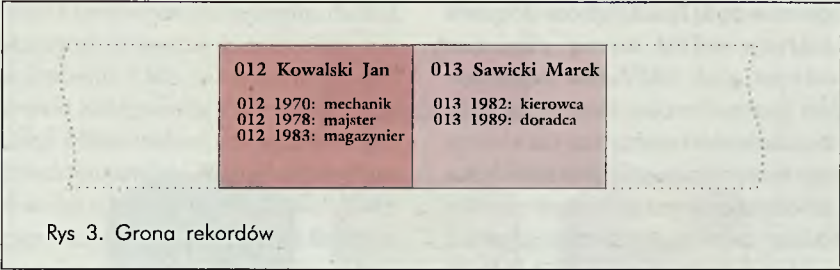 012 Kowalski Jan
012 1970: mechanik
012 1978: majster
012 1983: magazynier
013 Sawicki Marek
013 1982: kierowca
013 1989: doradca
Rys 3. Grona rekordów